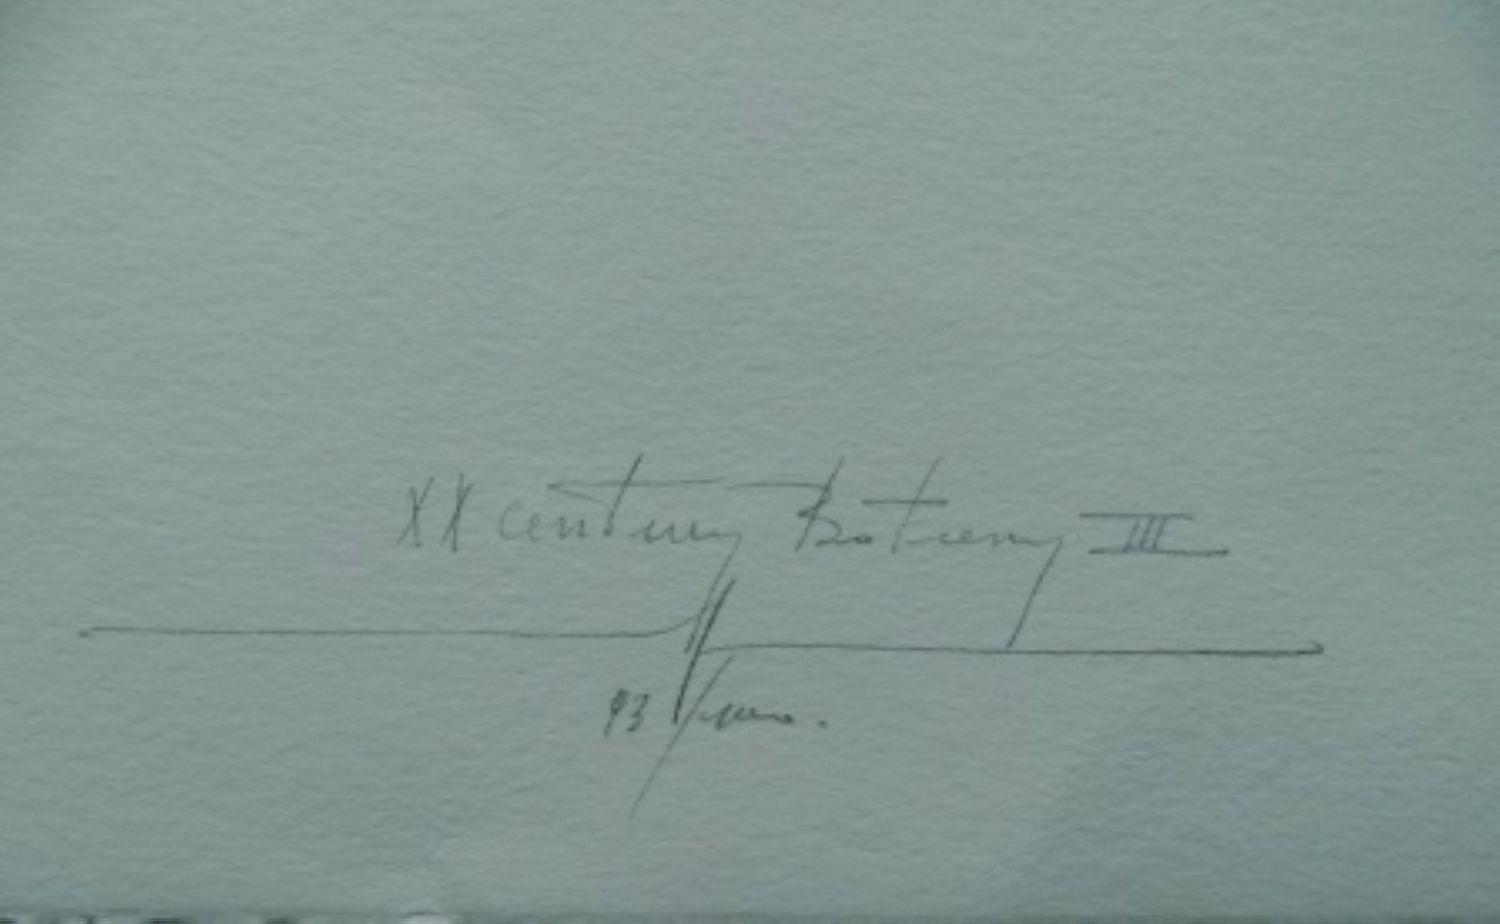 XX century Botany III
93